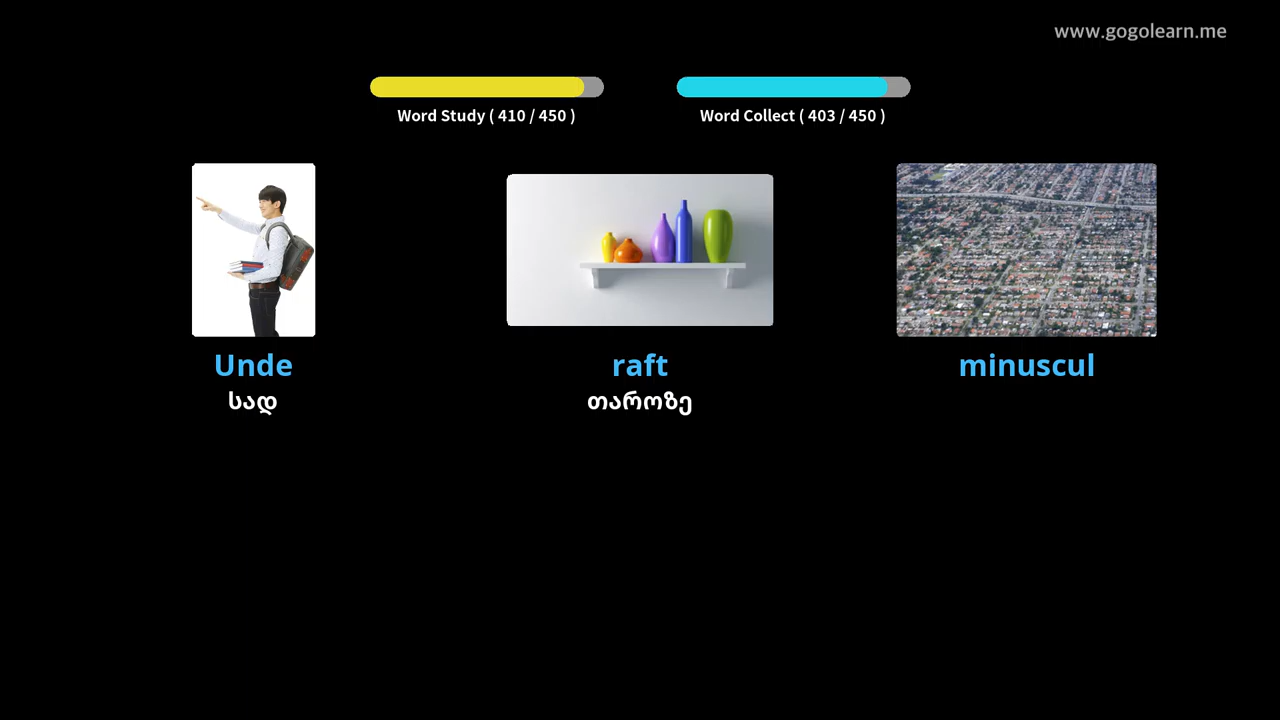 www.gogolearn.me
Word Study ( 410 / 450 )
Word Collect ( 403 / 450 )
Unde
სად
raft
თაროზე
minuscul